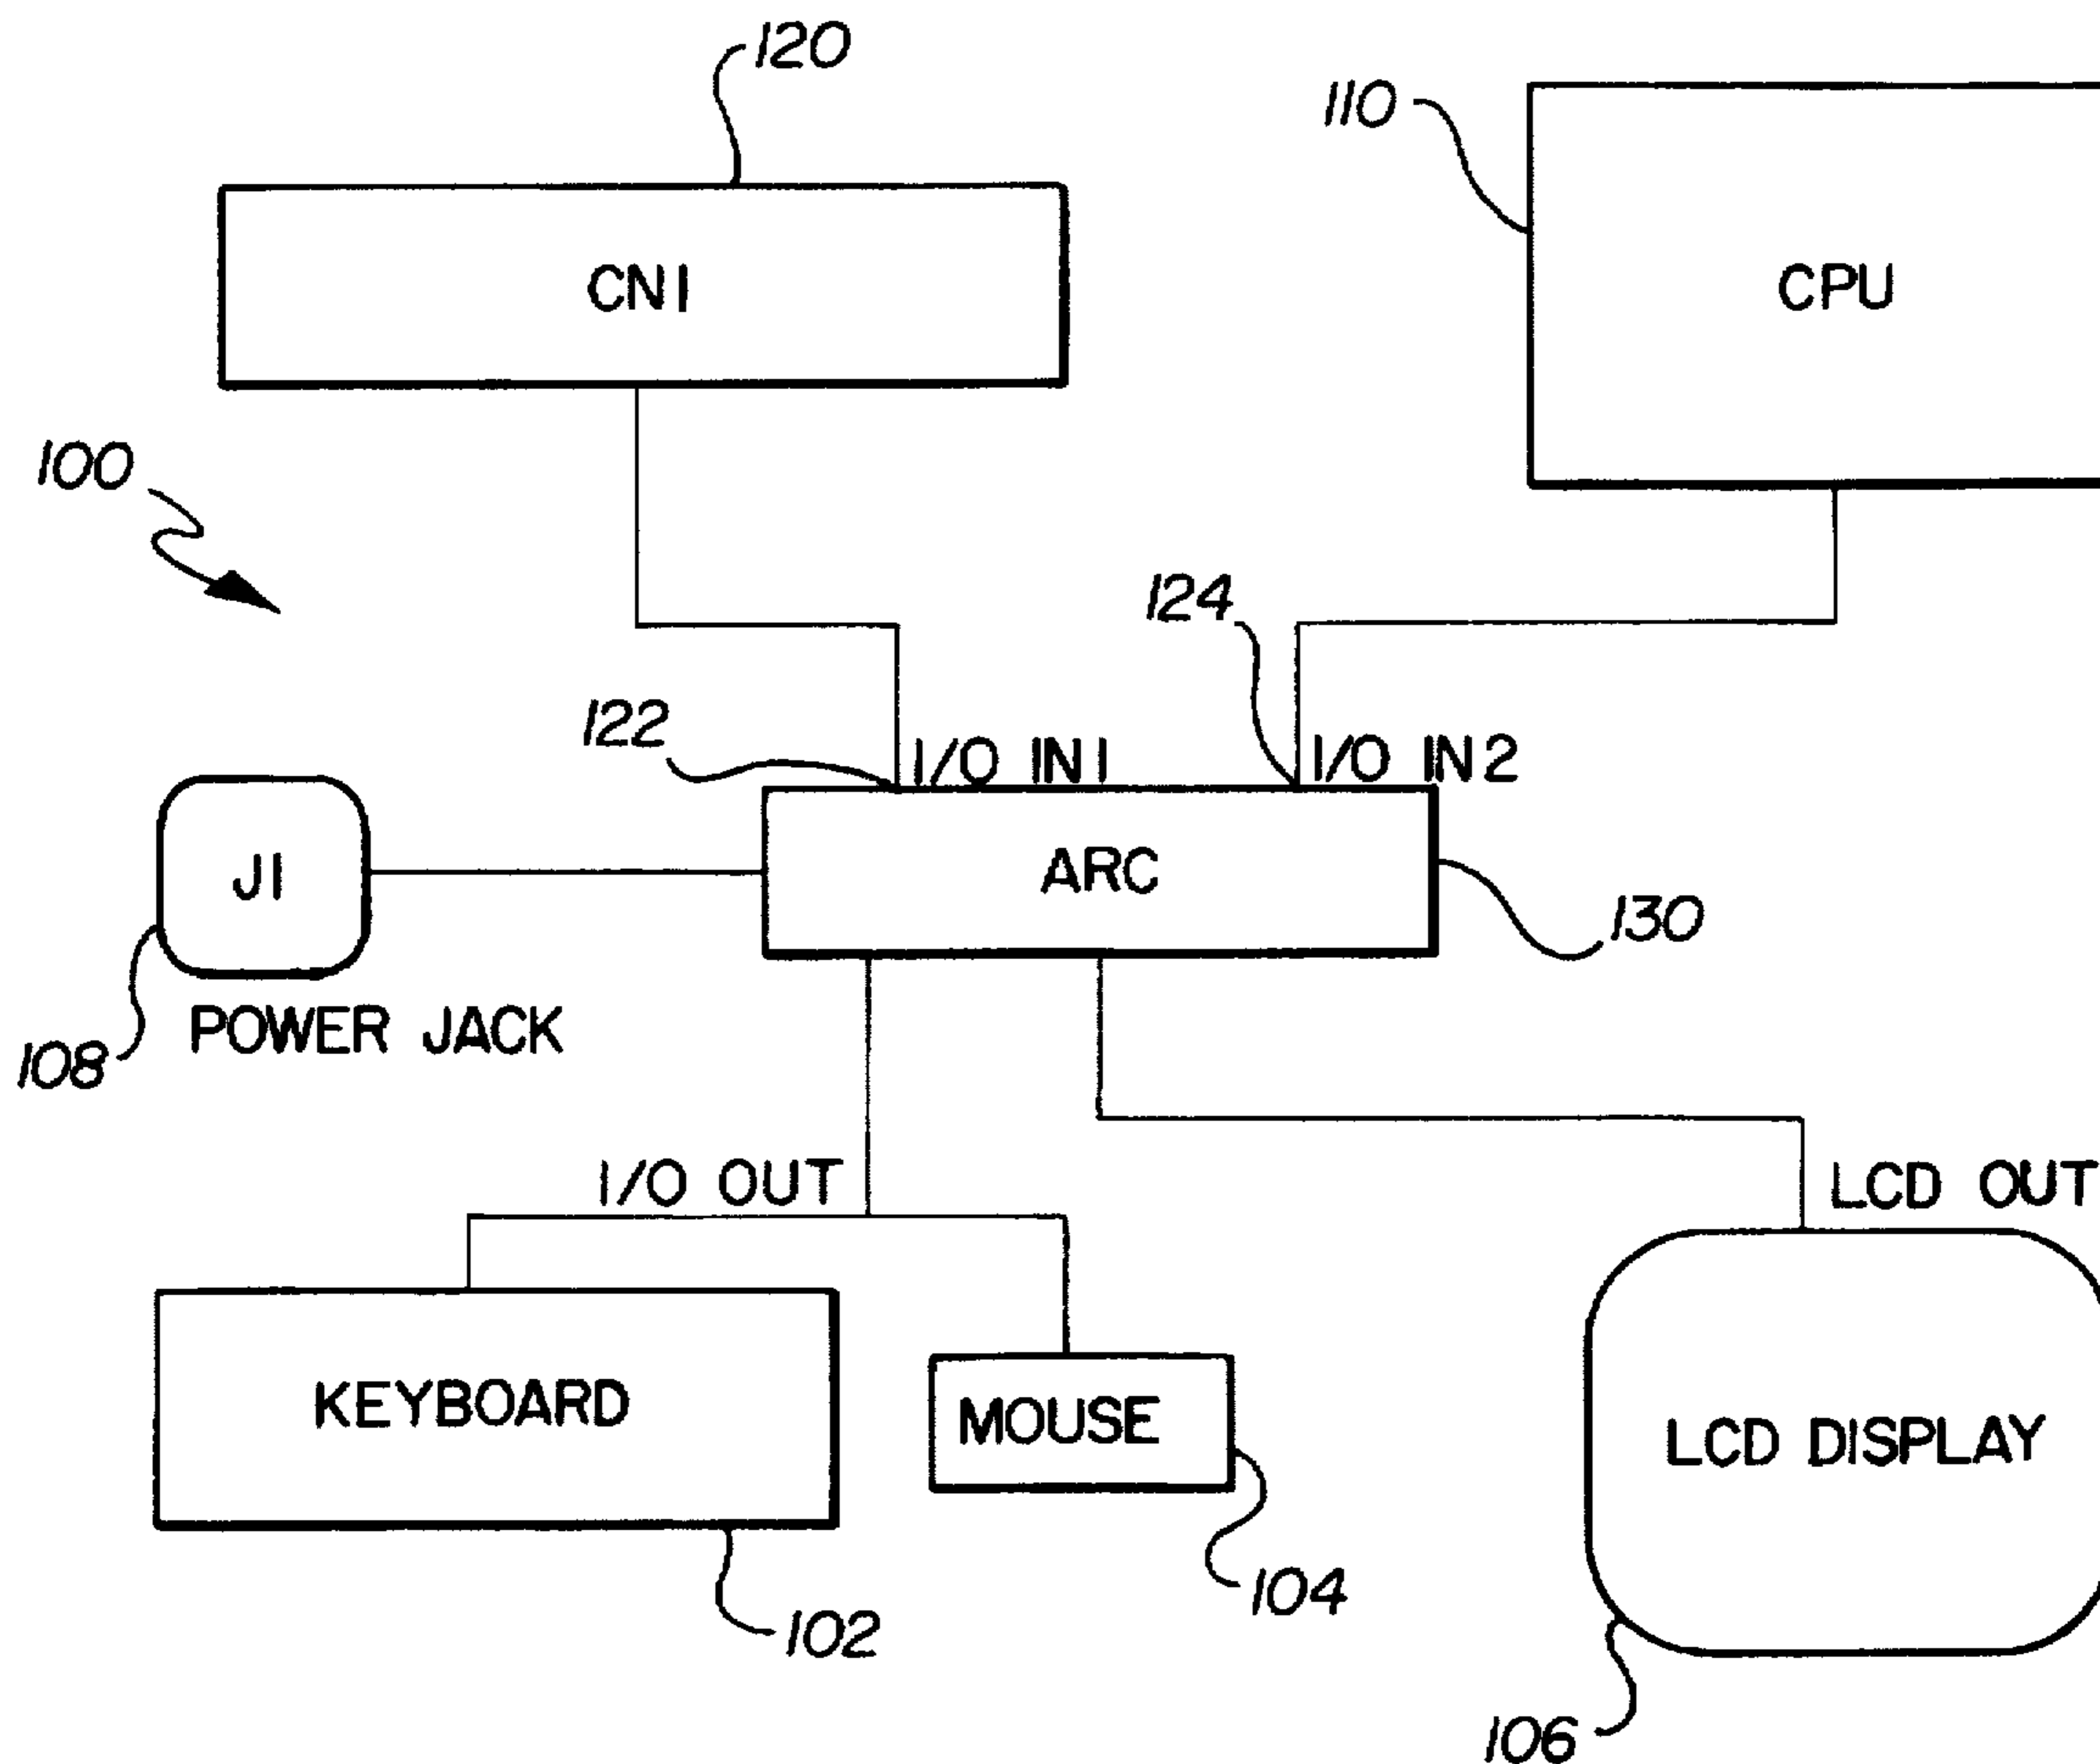 120
110
CN1
CPU
100
124
122
I/O IN1
I/O IN2
J1
ARC
130
POWER JACK
108
I/O OUT
LCD OUT
KEYBOARD
MOUSE
LCD DISPLAY
104
102
106